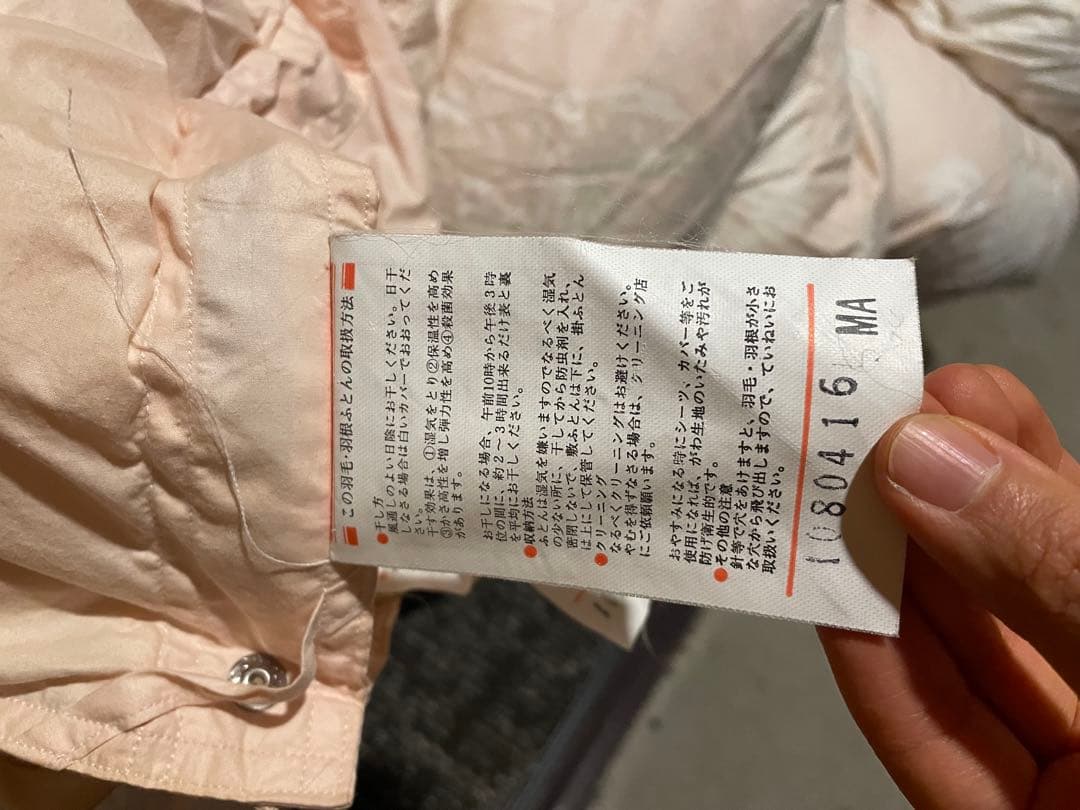 この羽毛・羽根ふとんの取扱方法
●干し方
風通しのよい日陰にお干しください。日干
しなさる場合は白いカバーでおおってくだ
さい。
干す効果は、①湿気をとり②保温性を高め
③かさ高性を増し弾力性を高め④殺菌効果
があります。
お干しになる場合、午前10時から午後3時
位の間に、約2～3時間出来るだけ表と裏
を平均にお干しください。
●収納方法
ふとんは湿気を嫌いますのでなるべく湿気
の少ない所に、干してから防虫剤を入れ、
密閉しないで、敷ふとんは下に、掛ふとん
は上にして保管してください。
●クリーニング
なるべくクリーニングはお避けください。
やむを得ずなさる場合は、クリーニング店
にご依頼願います。
おやすみになる時にシーツ、カバー等をご
使用になれば、がわ生地のいたみや汚れが
防げ衛生的です。
●その他の注意
針等で穴をあけますと、羽毛・羽根が小さ
な穴から飛び出しますので、ていねいにお
取扱いください。
1080416 MA